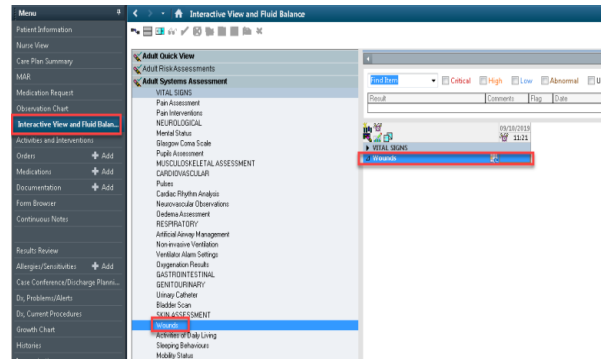 Menu
Patient Information
Nurse View
Care Plan Summary
MAR
Medication Request
Observation Chart
Interactive View and Fluid Balan...
Activities and Interventions
Orders Add
Medications Add
Documentation Add
Form Browser
Continuous Notes
Results Review
Allergies/Sensitivities Add
Case Conference/Discharge Planni...
Dx, Problems/Alerts
Dx, Current Procedures
Growth Chart
Histories
Interactive View and Fluid Balance
Adult Quick View
Adult Risk Assessments
Adult Systems Assessment
VITAL SIGNS
Pain Assessment
Pain Interventions
NEUROLOGICAL
Mental Status
Glasgow Coma Scale
Pupils Assessment
MUSCULOSKELETAL ASSESSMENT
CARDIOVASCULAR
Pulses
Cardiac Rhythm Analysis
Neurovascular Observations
Oedema Assessment
RESPIRATORY
Artificial Airway Management
Non-invasive Ventilation
Ventilator Alarm Settings
Oxygenation Results
GASTROINTESTINAL
GENITOURINARY
Urinary Catheter
Bladder Scan
SKIN ASSESSMENT
Wounds
Activities of Daily Living
Sleeping Behaviours
Mobility Status
Find Item Critical High Low Abnormal U
Result Comments Flag Date
09/10/2019
11:21
VITAL SIGNS
Wounds